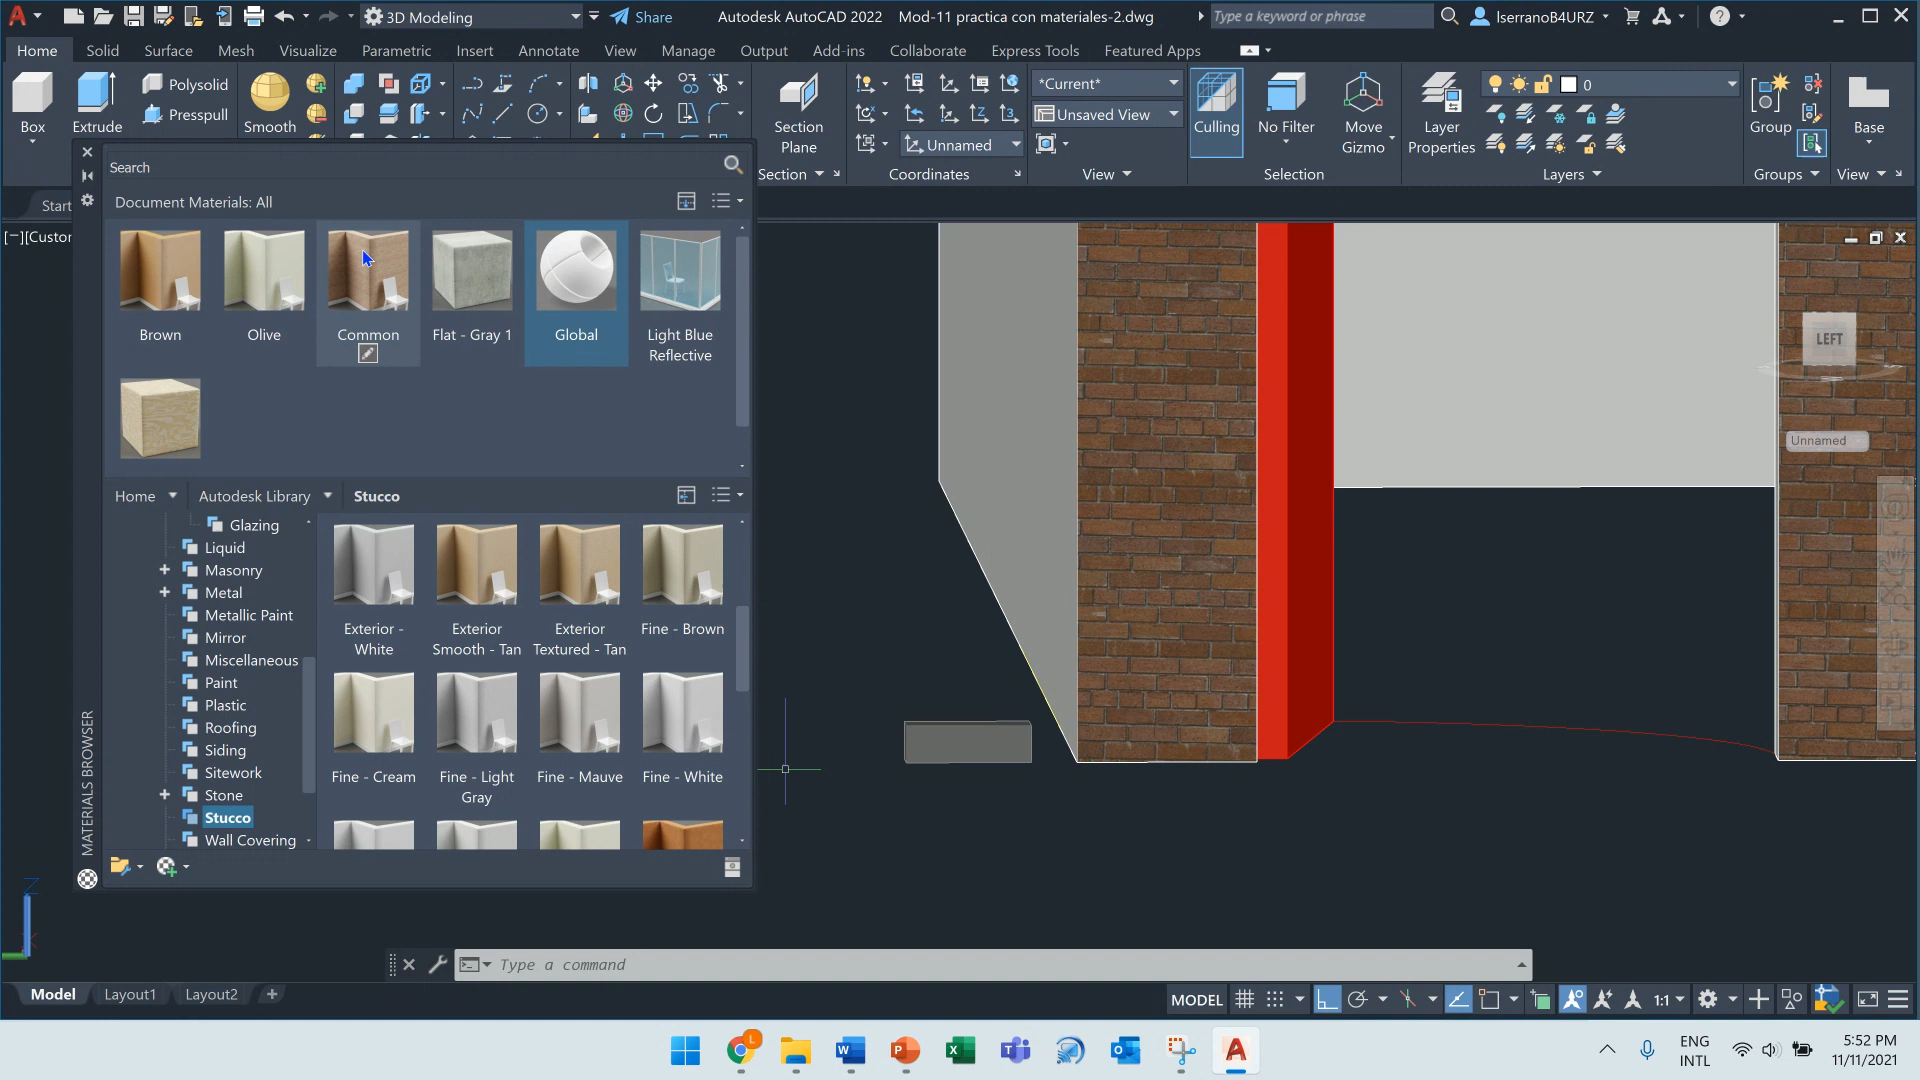 3D Modeling
Share
Autodesk AutoCAD 2022 Mod-11 practica con materiales-2.dwg
Type a keyword or phrase
lserranoB4URZ
Home Solid Surface Mesh Visualize Parametric Insert Annotate View Manage Output Add-ins Collaborate Express Tools Featured Apps
Box
Extrude
Polysolid
Presspull
Smooth
Section
Plane
Section
Unnamed
Coordinates
*Current*
Unsaved View
View
Culling
No Filter
Move
Gizmo
Selection
Layer
Properties
0
Layers
Group
Groups
Base
View
Start
[−][Custor
Search
Document Materials: All
Brown
Olive
Common
Flat - Gray 1
Global
Light Blue
Reflective
Home Autodesk Library Stucco
Glazing
Liquid
Masonry
Metal
Metallic Paint
Mirror
Miscellaneous
Paint
Plastic
Roofing
Siding
Sitework
Stone
Stucco
Wall Covering
Exterior -
White
Exterior
Smooth - Tan
Exterior
Textured - Tan
Fine - Brown
Fine - Cream
Fine - Light
Gray
Fine - Mauve
Fine - White
MATERIALS BROWSER
LEFT
Unnamed
Z
X
Type a command
Model Layout1 Layout2
MODEL
1:1
ENG
INTL
5:52 PM
11/11/2021